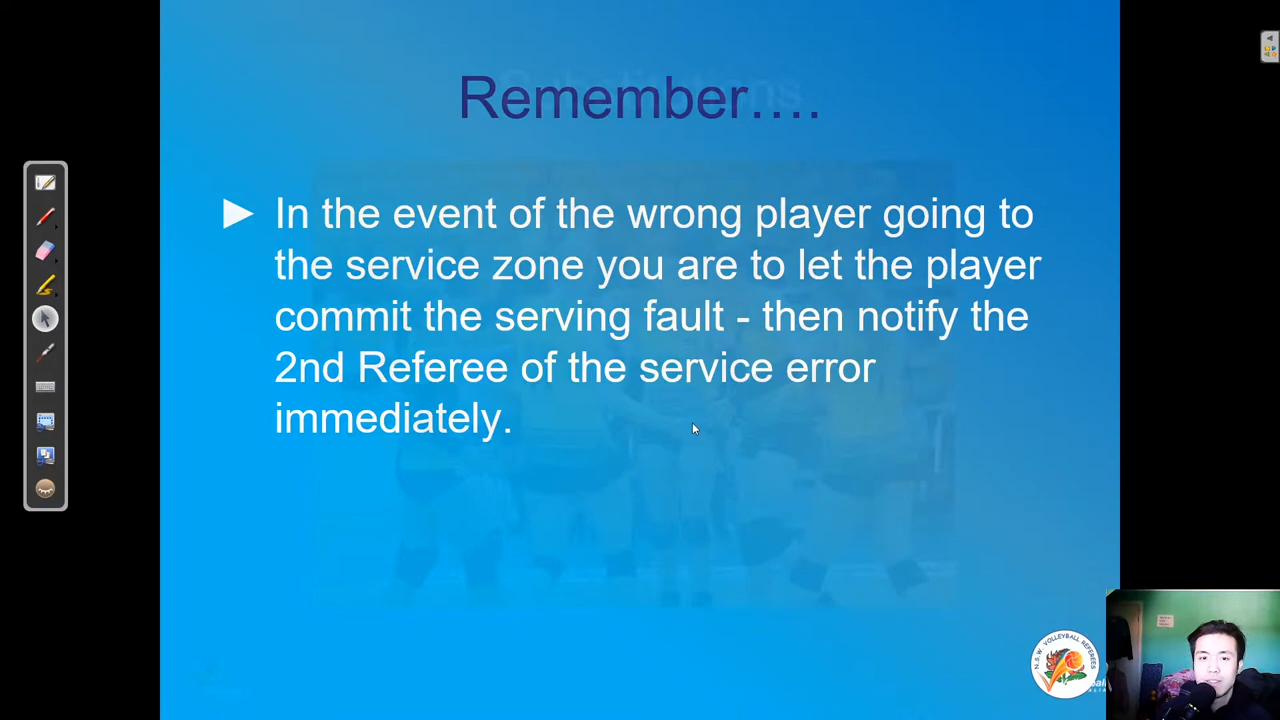 Remember....
In the event of the wrong player going to
the service zone you are to let the player
commit the serving fault - then notify the
2nd Referee of the service error
immediately.
N.S.W. VOLLEYBALL REFEREES